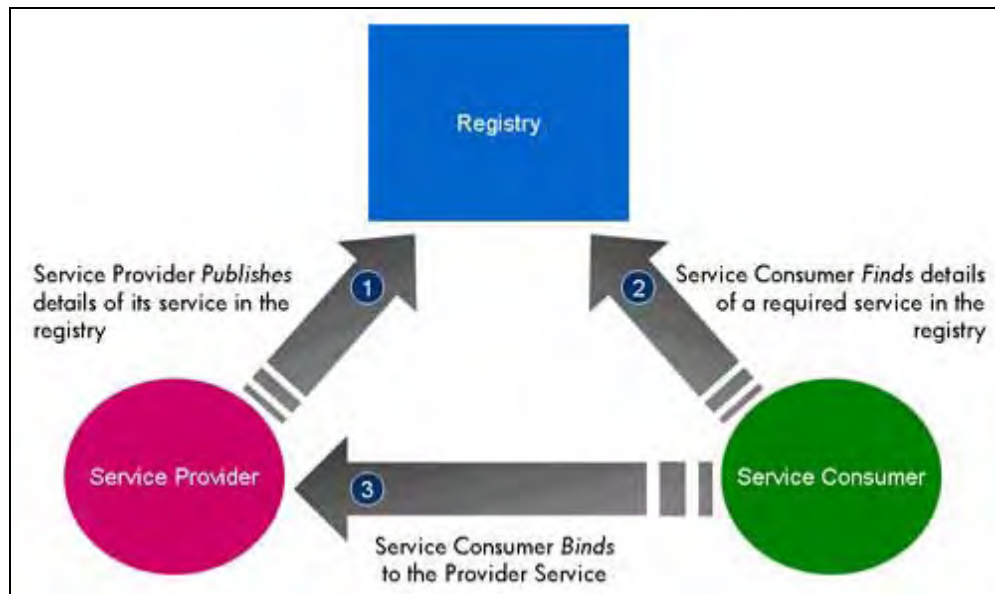 Registry
Service Provider Publishes
details of its service in the
registry
1
2
Service Consumer Finds details
of a required service in the
registry
Service Provider
3
Service Consumer
Service Consumer Binds
to the Provider Service